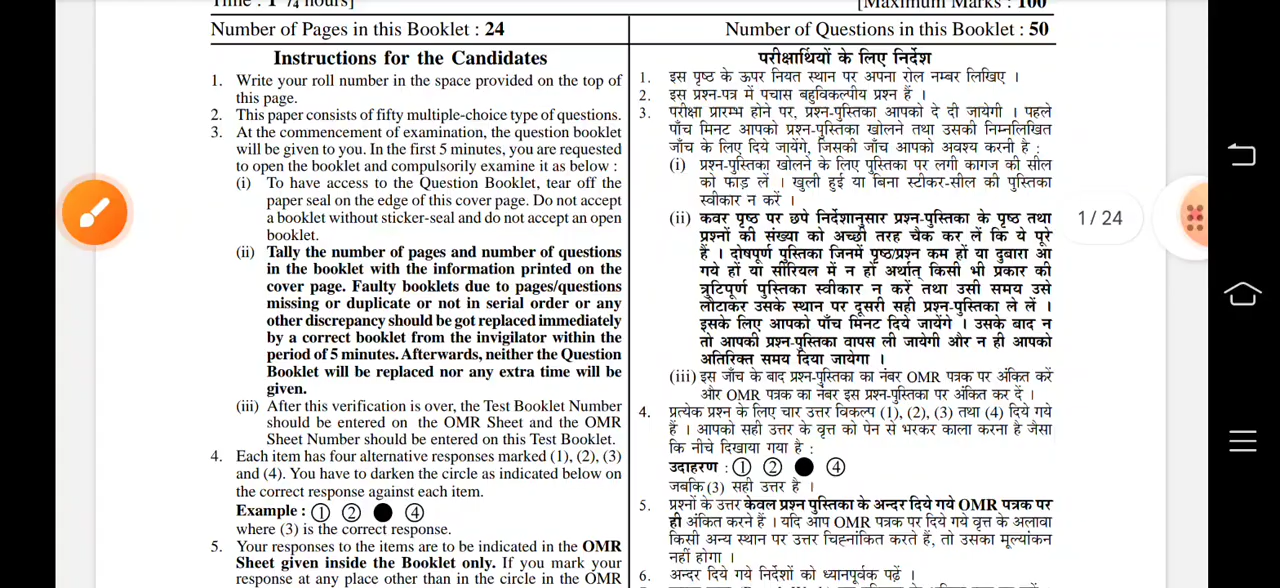 Time : 1 1/4 hours]
[Maximum Marks : 100
Number of Pages in this Booklet : 24
Number of Questions in this Booklet : 50
Instructions for the Candidates
1. Write your roll number in the space provided on the top of
this page.
2. This paper consists of fifty multiple-choice type of questions.
3. At the commencement of examination, the question booklet
will be given to you. In the first 5 minutes, you are requested
to open the booklet and compulsorily examine it as below :
(i) To have access to the Question Booklet, tear off the
paper seal on the edge of this cover page. Do not accept
a booklet without sticker-seal and do not accept an open
booklet.
(ii) Tally the number of pages and number of questions
in the booklet with the information printed on the
cover page. Faulty booklets due to pages/questions
missing or duplicate or not in serial order or any
other discrepancy should be got replaced immediately
by a correct booklet from the invigilator within the
period of 5 minutes. Afterwards, neither the Question
Booklet will be replaced nor any extra time will be
given.
(iii) After this verification is over, the Test Booklet Number
should be entered on the OMR Sheet and the OMR
Sheet Number should be entered on this Test Booklet.
4. Each item has four alternative responses marked (1), (2), (3)
and (4). You have to darken the circle as indicated below on
the correct response against each item.
Example : ① ② ● ④
where (3) is the correct response.
5. Your responses to the items are to be indicated in the OMR
Sheet given inside the Booklet only. If you mark your
response at any place other than in the circle in the OMR
परीक्षार्थियों के लिए निर्देश
1. इस पृष्ठ के ऊपर नियत स्थान पर अपना रोल नम्बर लिखिए ।
2. इस प्रश्न-पत्र में पचास बहुविकल्पीय प्रश्न हैं ।
3. परीक्षा प्रारम्भ होने पर, प्रश्न-पुस्तिका आपको दे दी जायेगी । पहले
पाँच मिनट आपको प्रश्न-पुस्तिका खोलने तथा उसकी निम्नलिखित
जाँच के लिए दिये जायेंगे, जिसकी जाँच आपको अवश्य करनी है :
(i) प्रश्न-पुस्तिका खोलने के लिए पुस्तिका पर लगी कागज की सील
को फाड़ लें । खुली हुई या बिना स्टीकर-सील की पुस्तिका
स्वीकार न करें ।
(ii) कवर पृष्ठ पर छपे निर्देशानुसार प्रश्न-पुस्तिका के पृष्ठ तथा
प्रश्नों की संख्या को अच्छी तरह चैक कर लें कि ये पूरे
हैं । दोषपूर्ण पुस्तिका जिनमें पृष्ठ/प्रश्न कम हों या दुबारा आ
गये हों या सीरियल में न हों अर्थात् किसी भी प्रकार की
त्रुटिपूर्ण पुस्तिका स्वीकार न करें तथा उसी समय उसे
लौटाकर उसके स्थान पर दूसरी सही प्रश्न-पुस्तिका ले लें ।
इसके लिए आपको पाँच मिनट दिये जायेंगे । उसके बाद न
तो आपकी प्रश्न-पुस्तिका वापस ली जायेगी और न ही आपको
अतिरिक्त समय दिया जायेगा ।
(iii) इस जाँच के बाद प्रश्न-पुस्तिका का नंबर OMR पत्रक पर अंकित करें
और OMR पत्रक का नंबर इस प्रश्न-पुस्तिका पर अंकित कर दें ।
4. प्रत्येक प्रश्न के लिए चार उत्तर विकल्प (1), (2), (3) तथा (4) दिये गये
हैं । आपको सही उत्तर के वृत्त को पेन से भरकर काला करना है जैसा
कि नीचे दिखाया गया है :
उदाहरण : ① ② ● ④
जबकि (3) सही उत्तर है ।
5. प्रश्नों के उत्तर केवल प्रश्न पुस्तिका के अन्दर दिये गये OMR पत्रक पर
ही अंकित करने हैं । यदि आप OMR पत्रक पर दिये गये वृत्त के अलावा
किसी अन्य स्थान पर उत्तर चिह्नांकित करते हैं, तो उसका मूल्यांकन
नहीं होगा ।
6. अन्दर दिये गये निर्देशों को ध्यानपूर्वक पढ़ें ।
1/24